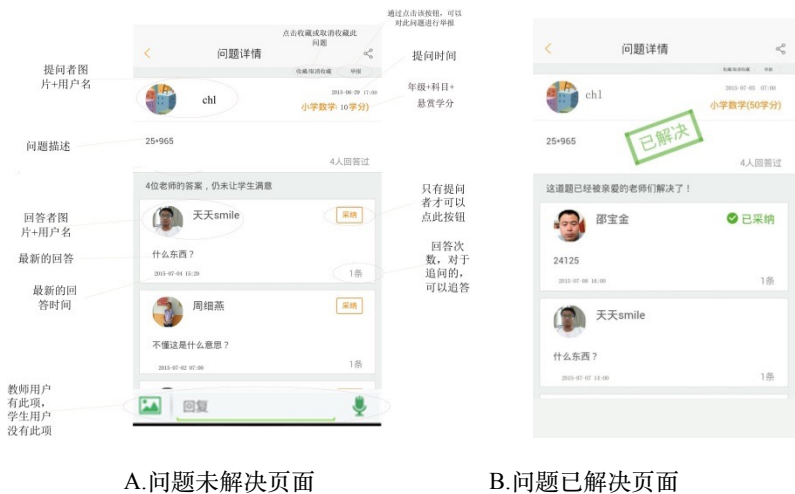 通过点击该按钮，可以
对此问题进行举报
点击收藏或取消收藏此
问题
问题详情
收藏/取消收藏 举报
提问者图
片+用户名
chl
提问时间
2015-06-29 17:00
年级+科目+
悬赏学分
小学数学(10学分)
问题描述
25*965
4人回答过
4位老师的答案，仍未让学生满意
回答者图
片+用户名
天天smile
采纳
只有提问
者才可以
点此按钮
最新的回答
什么东西？
最新的回
答时间
2015-07-04 15:20
1条
回答次
数，对于
追问的，
可以追答
周细燕
采纳
不懂这是什么意思？
2015-07-02 07:00
1条
教师用户
有此项，
学生用户
没有此项
回复
A.问题未解决页面
问题详情
收藏/取消收藏 举报
chl
2015-07-05 07:00
小学数学(50学分)
已解决
25*965
4人回答过
这道题已经被亲爱的老师们解决了！
邵宝金
已采纳
24125
2015-07-08 16:00
1条
天天smile
什么东西？
2015-07-07 14:00
1条
B.问题已解决页面